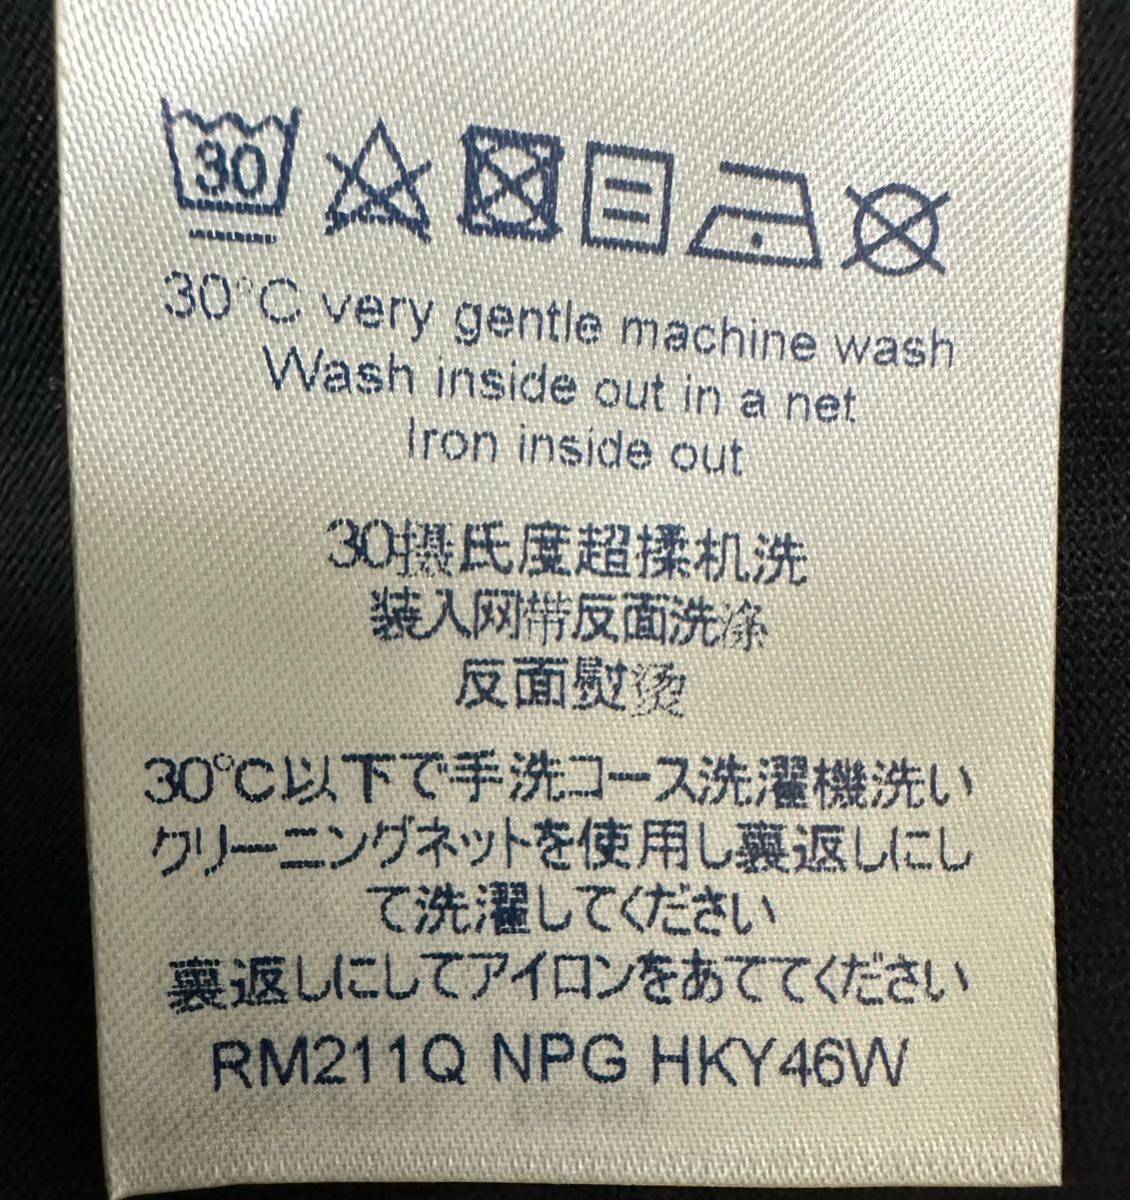 30
30°C very gentle machine wash
Wash inside out in a net
Iron inside out
30摄氏度超揉机洗
装入网带反面洗涤
反面熨烫
30℃以下で手洗コース洗濯機洗い
クリーニングネットを使用し裏返しにし
て洗濯してください
裏返しにしてアイロンをあててください
RM211Q NPG HKY46W